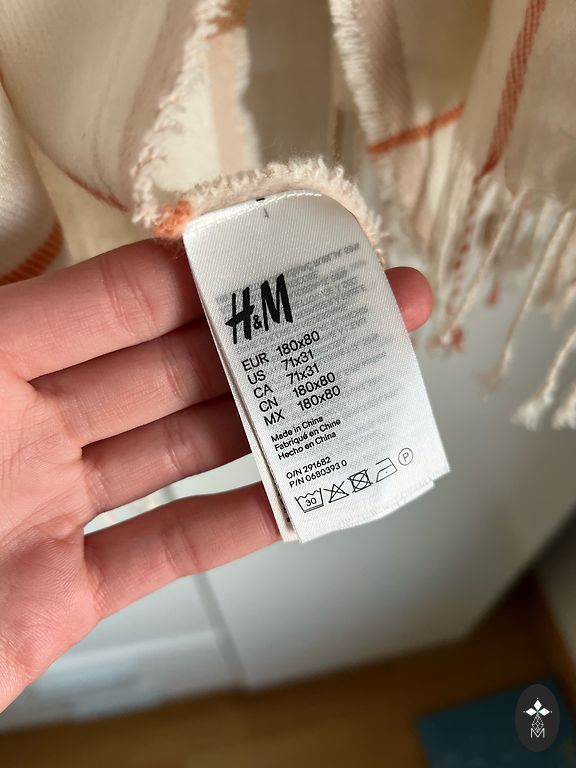 H&M
EUR 180x80
US 71x31
CA 71x31
CN 180x80
MX 180x80
Made in China
Fabriqué en Chine
Hecho en China
O/N 291682
P/N 0680393 0
30 P
M